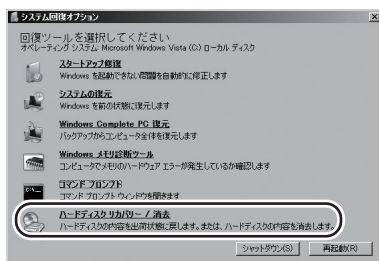 システム回復オプション
回復ツールを選択してください
オペレーティング システム: Microsoft Windows Vista (C:) ローカル ディスク
スタートアップ修復
Windows を起動できない問題を自動的に修正します
システムの復元
Windows を前の状態に復元します
Windows Complete PC 復元
バックアップからコンピュータ全体を復元します
Windows メモリ診断ツール
コンピュータでメモリのハードウェア エラーが発生しているか確認します
コマンド プロンプト
コマンド プロンプト ウィンドウを開きます
ハードディスク リカバリー / 消去
ハードディスクの内容を出荷状態に戻します。または、ハードディスクの内容を消去します。
シャットダウン(S)
再起動(R)